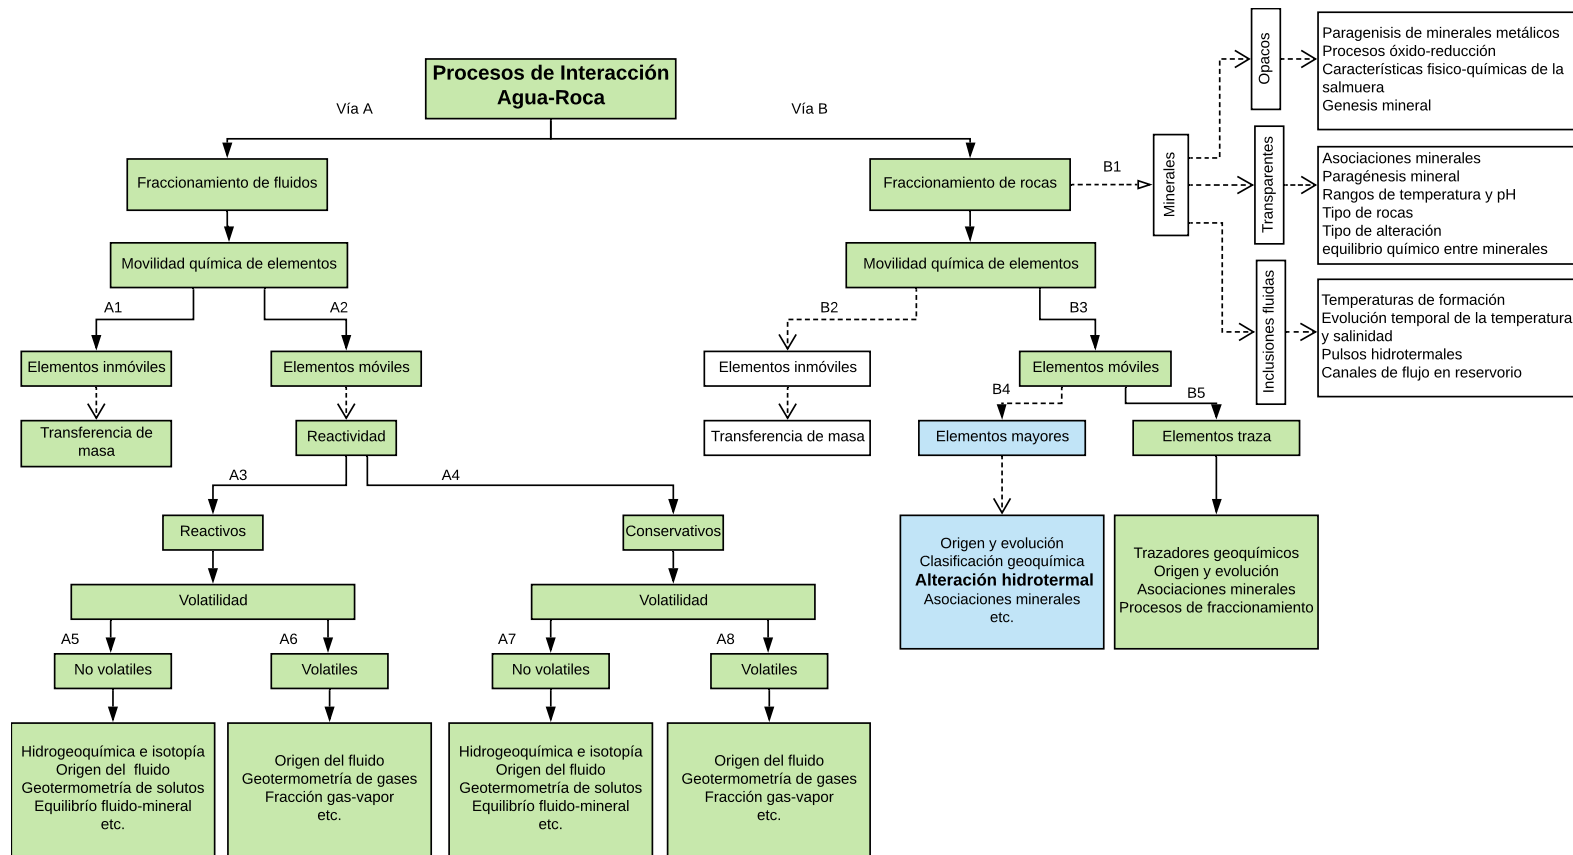 Procesos de Interacción
Agua-Roca
Vía A
Vía B
Fraccionamiento de fluidos
Fraccionamiento de rocas
B1
Minerales
Opacos
Paragenisis de minerales metálicos
Procesos óxido-reducción
Características fisico-químicas de la
salmuera
Genesis mineral
Transparentes
Asociaciones minerales
Paragénesis mineral
Rangos de temperatura y pH
Tipo de rocas
Tipo de alteración
equilibrio químico entre minerales
Inclusiones fluidas
Temperaturas de formación
Evolución temporal de la temperatura
y salinidad
Pulsos hidrotermales
Canales de flujo en reservorio
Movilidad química de elementos
Movilidad química de elementos
A1
A2
B2
B3
Elementos inmóviles
Elementos móviles
Elementos inmóviles
Elementos móviles
B4
B5
Transferencia de
masa
Reactividad
Transferencia de masa
Elementos mayores
Elementos traza
A3
A4
Reactivos
Conservativos
Origen y evolución
Clasificación geoquímica
Alteración hidrotermal
Asociaciones minerales
etc.
Trazadores geoquímicos
Origen y evolución
Asociaciones minerales
Procesos de fraccionamiento
Volatilidad
Volatilidad
A5
A6
A7
A8
No volatiles
Volatiles
No volatiles
Volatiles
Hidrogeoquímica e isotopía
Origen del  fluido
Geotermometría de solutos
Equilibrío fluido-mineral
etc.
Origen del fluido
Geotermometría de gases
Fracción gas-vapor
etc.
Hidrogeoquímica e isotopía
Origen del fluido
Geotermometría de solutos
Equilibrío fluido-mineral
etc.
Origen del fluido
Geotermometría de gases
Fracción gas-vapor
etc.